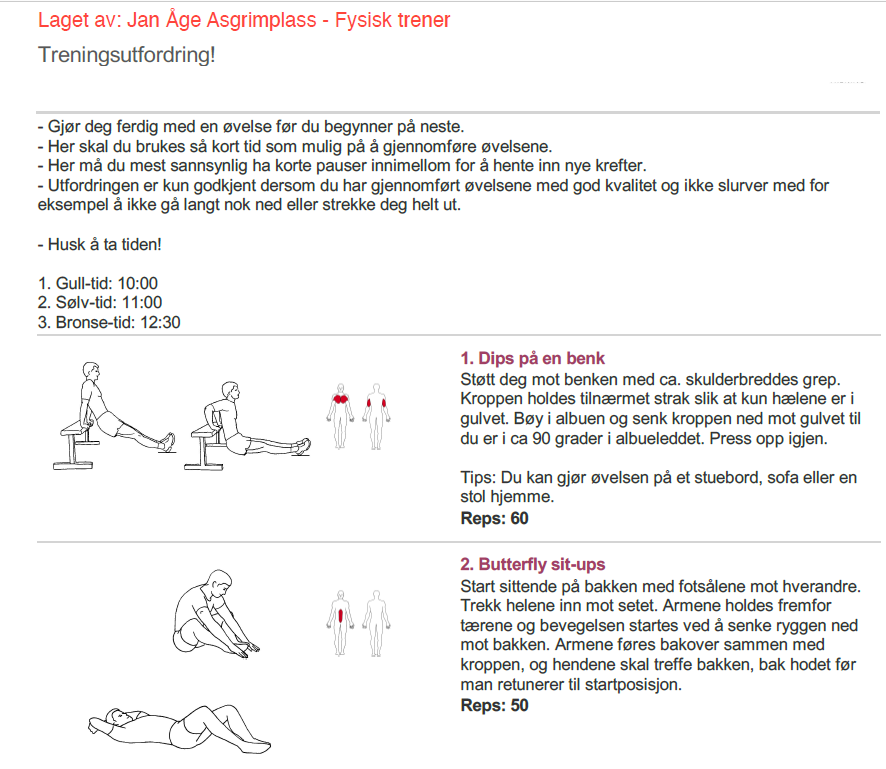 Laget av: Jan Åge Asgrimplass - Fysisk trener
Treningsutfordring!
- Gjør deg ferdig med en øvelse før du begynner på neste.
- Her skal du brukes så kort tid som mulig på å gjennomføre øvelsene.
- Her må du mest sannsynlig ha korte pauser innimellom for å hente inn nye krefter.
- Utfordringen er kun godkjent dersom du har gjennomført øvelsene med god kvalitet og ikke slurver med for
eksempel å ikke gå langt nok ned eller strekke deg helt ut.
- Husk å ta tiden!
1. Gull-tid: 10:00
2. Sølv-tid: 11:00
3. Bronse-tid: 12:30
1. Dips på en benk
Støtt deg mot benken med ca. skulderbreddes grep.
Kroppen holdes tilnærmet strak slik at kun hælene er i
gulvet. Bøy i albuen og senk kroppen ned mot gulvet til
du er i ca 90 grader i albueleddet. Press opp igjen.
Tips: Du kan gjør øvelsen på et stuebord, sofa eller en
stol hjemme.
Reps: 60
2. Butterfly sit-ups
Start sittende på bakken med fotsålene mot hverandre.
Trekk helene inn mot setet. Armene holdes fremfor
tærene og bevegelsen startes ved å senke ryggen ned
mot bakken. Armene føres bakover sammen med
kroppen, og hendene skal treffe bakken, bak hodet før
man retunerer til startposisjon.
Reps: 50